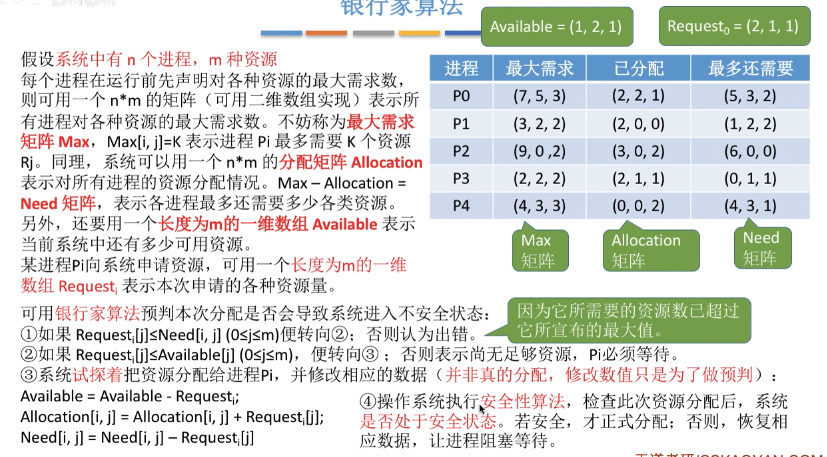 银行家算法
Available = (1, 2, 1)
Request0 = (2, 1, 1)
假设系统中有 n 个进程，m 种资源
每个进程在运行前先声明对各种资源的最大需求数，
则可用一个 n*m 的矩阵（可用二维数组实现）表示所
有进程对各种资源的最大需求数。不妨称为最大需求
矩阵 Max，Max[i, j]=K 表示进程 Pi 最多需要 K 个资源
Rj。同理，系统可以用一个 n*m 的分配矩阵 Allocation
表示对所有进程的资源分配情况。Max – Allocation =
Need 矩阵，表示各进程最多还需要多少各类资源。
另外，还要用一个长度为m的一维数组 Available 表示
当前系统中还有多少可用资源。
某进程Pi向系统申请资源，可用一个长度为m的一维
数组 Requesti 表示本次申请的各种资源量。
进程 最大需求 已分配 最多还需要
P0 (7, 5, 3) (2, 2, 1) (5, 3, 2)
P1 (3, 2, 2) (2, 0, 0) (1, 2, 2)
P2 (9, 0 ,2) (3, 0, 2) (6, 0, 0)
P3 (2, 2, 2) (2, 1, 1) (0, 1, 1)
P4 (4, 3, 3) (0, 0, 2) (4, 3, 1)
Max
矩阵
Allocation
矩阵
Need
矩阵
可用银行家算法预判本次分配是否会导致系统进入不安全状态：
①如果 Requesti[j]≤Need[i, j] (0≤j≤m)便转向②；否则认为出错。
因为它所需要的资源数已超过
它所宣布的最大值。
②如果 Requesti[j]≤Available[j] (0≤j≤m)，便转向③；否则表示尚无足够资源，Pi必须等待。
③系统试探着把资源分配给进程Pi，并修改相应的数据（并非真的分配，修改数值只是为了做预判）：
Available = Available - Requesti;
Allocation[i, j] = Allocation[i, j] + Requesti[j];
Need[i, j] = Need[i, j] – Requesti[j]
④操作系统执行安全性算法，检查此次资源分配后，系统
是否处于安全状态。若安全，才正式分配；否则，恢复相
应数据，让进程阻塞等待。